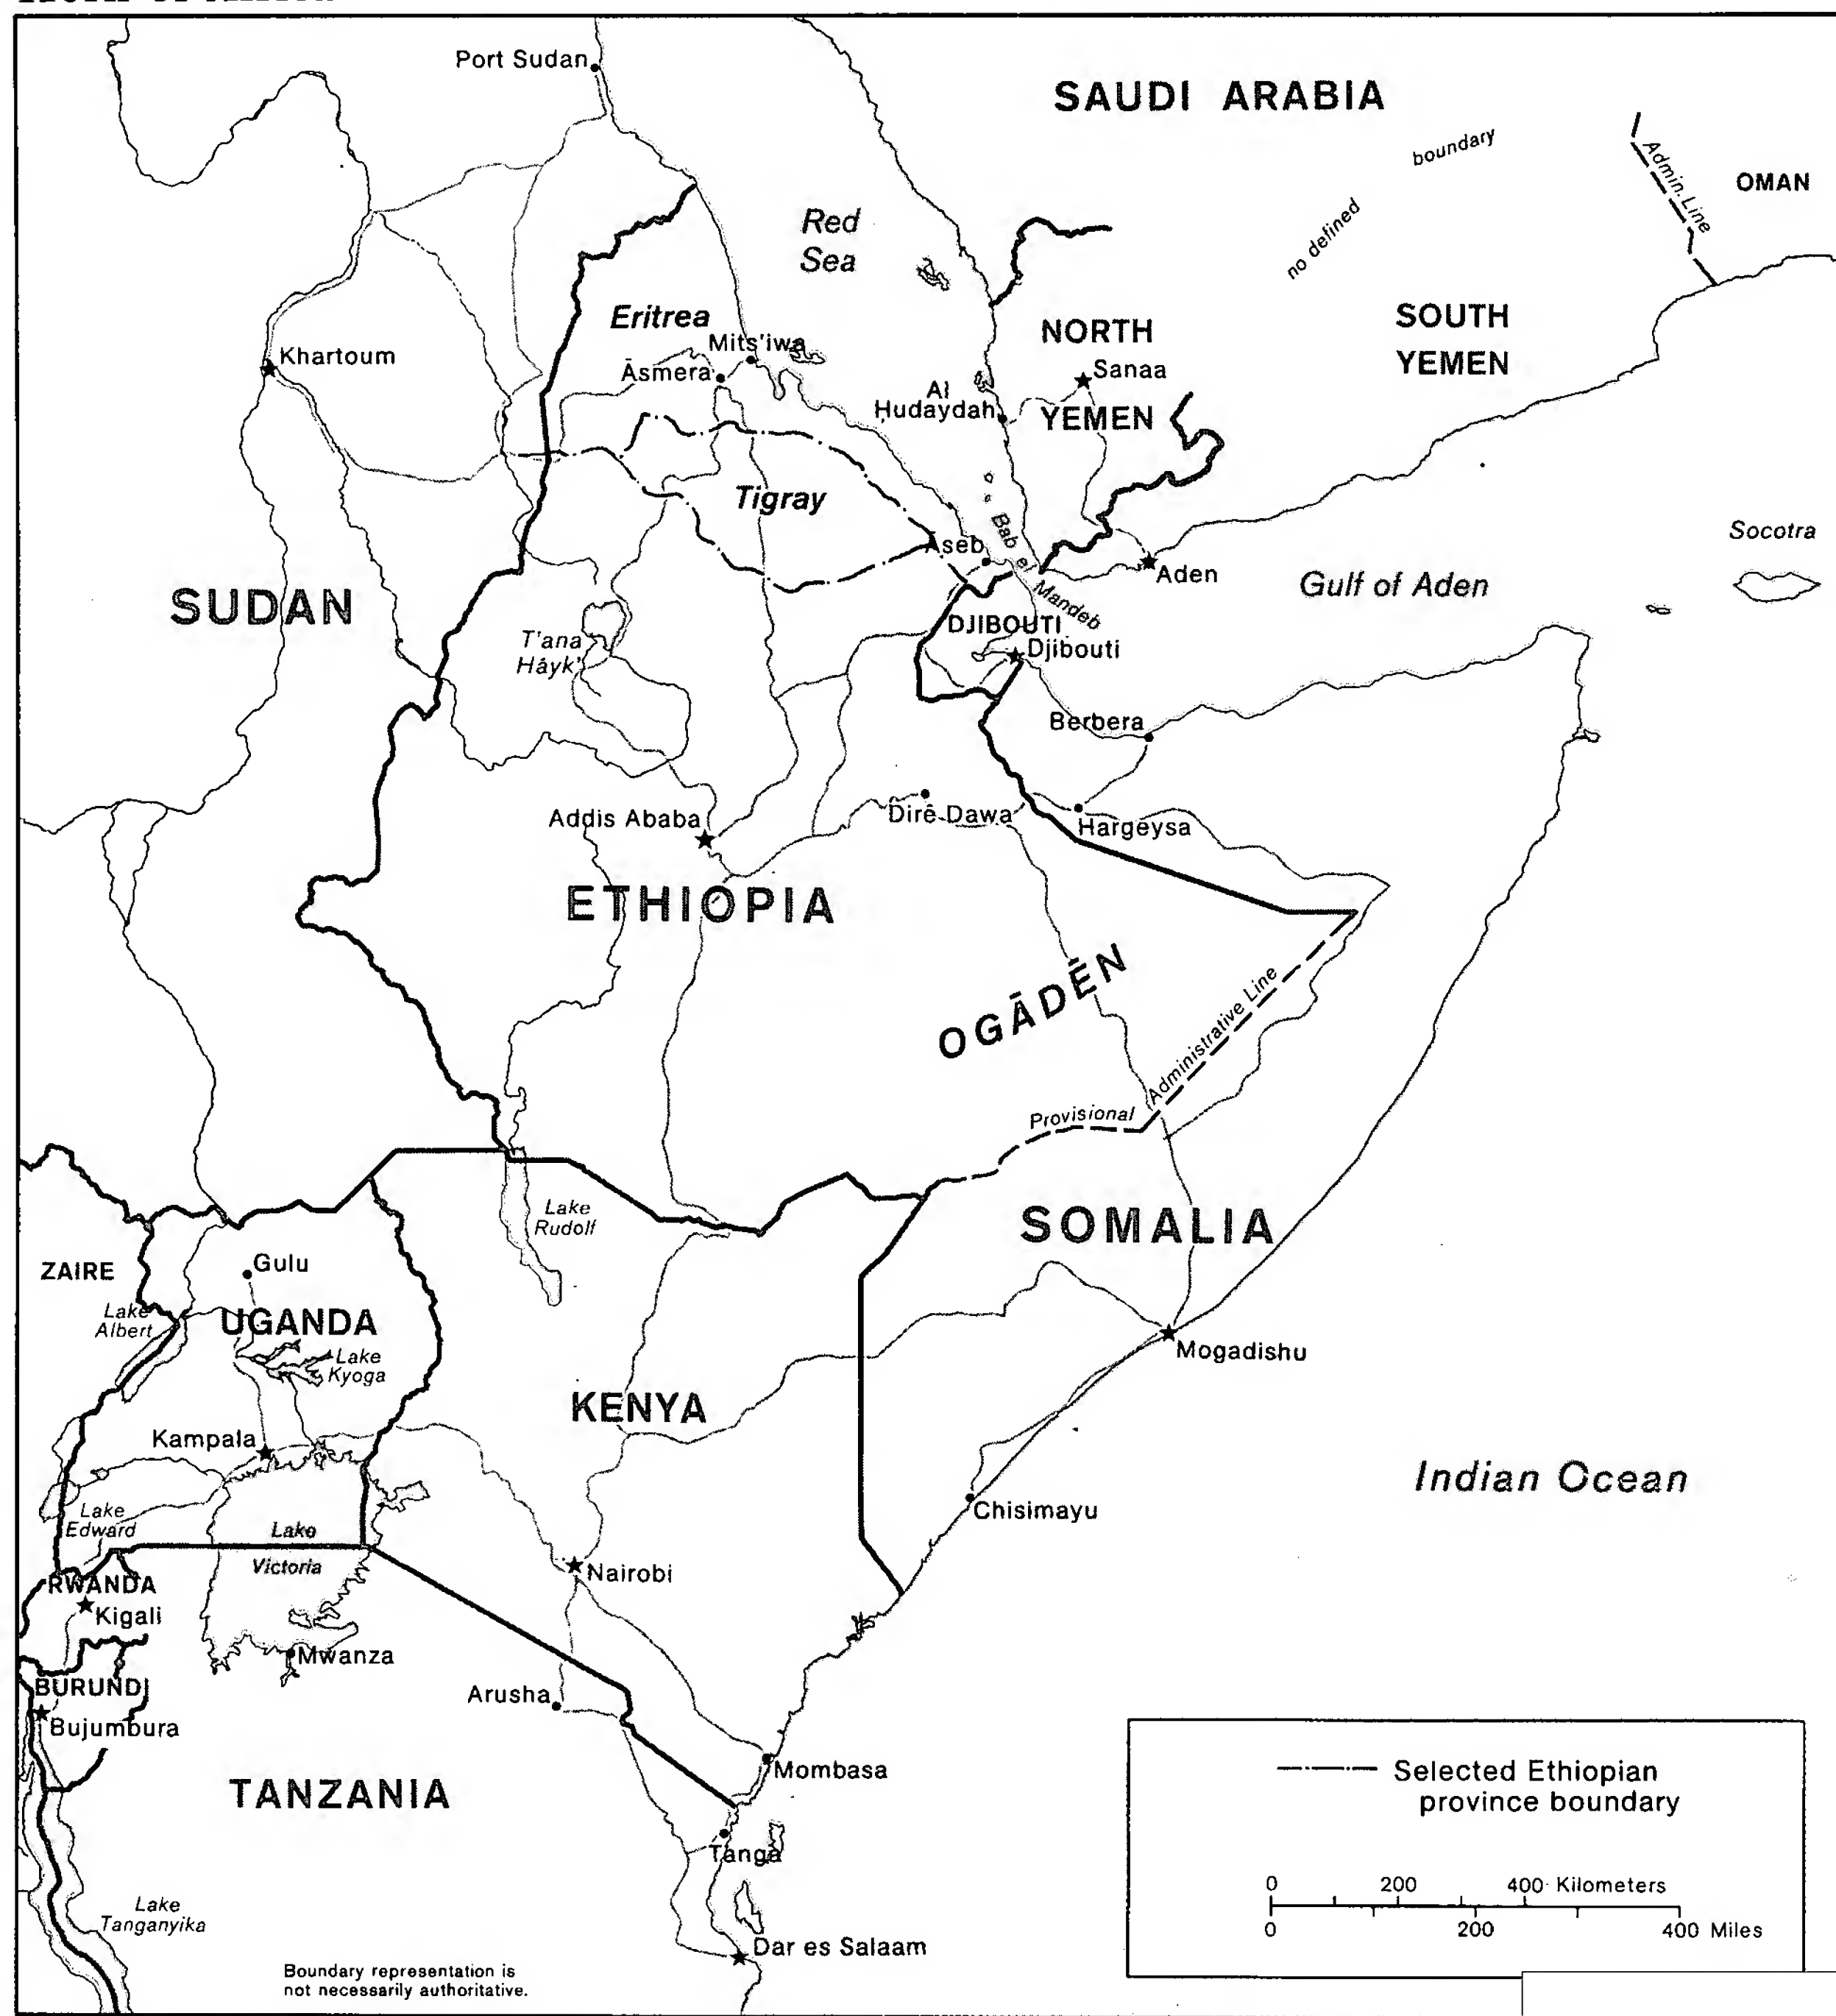 Port Sudan
SAUDI ARABIA
boundary
no defined
Admin. Line
OMAN
Red
Sea
Eritrea
Mits'iwa
Āsmera
Khartoum
NORTH
YEMEN
Sanaa
Al
Ḥudaydah
SOUTH
YEMEN
Tigray
Bab el Mandeb
Āseb
Aden
Gulf of Aden
Socotra
SUDAN
T'ana
Hāyk'
DJIBOUTI
Djibouti
Berbera
Addis Ababa
Dirē Dawa
Hargeysa
ETHIOPIA
OGĀDĒN
Provisional Administrative Line
Lake
Rudolf
SOMALIA
ZAIRE
Gulu
Lake
Albert
UGANDA
Lake
Kyoga
Mogadishu
KENYA
Kampala
Lake
Edward
Lake
Victoria
Chisimayu
Indian Ocean
Nairobi
RWANDA
Kigali
Mwanza
BURUNDI
Bujumbura
Arusha
Mombasa
TANZANIA
Tanga
Lake
Tanganyika
Dar es Salaam
Boundary representation is
not necessarily authoritative.
Selected Ethiopian
province boundary
0 200 400 Kilometers
0 200 400 Miles